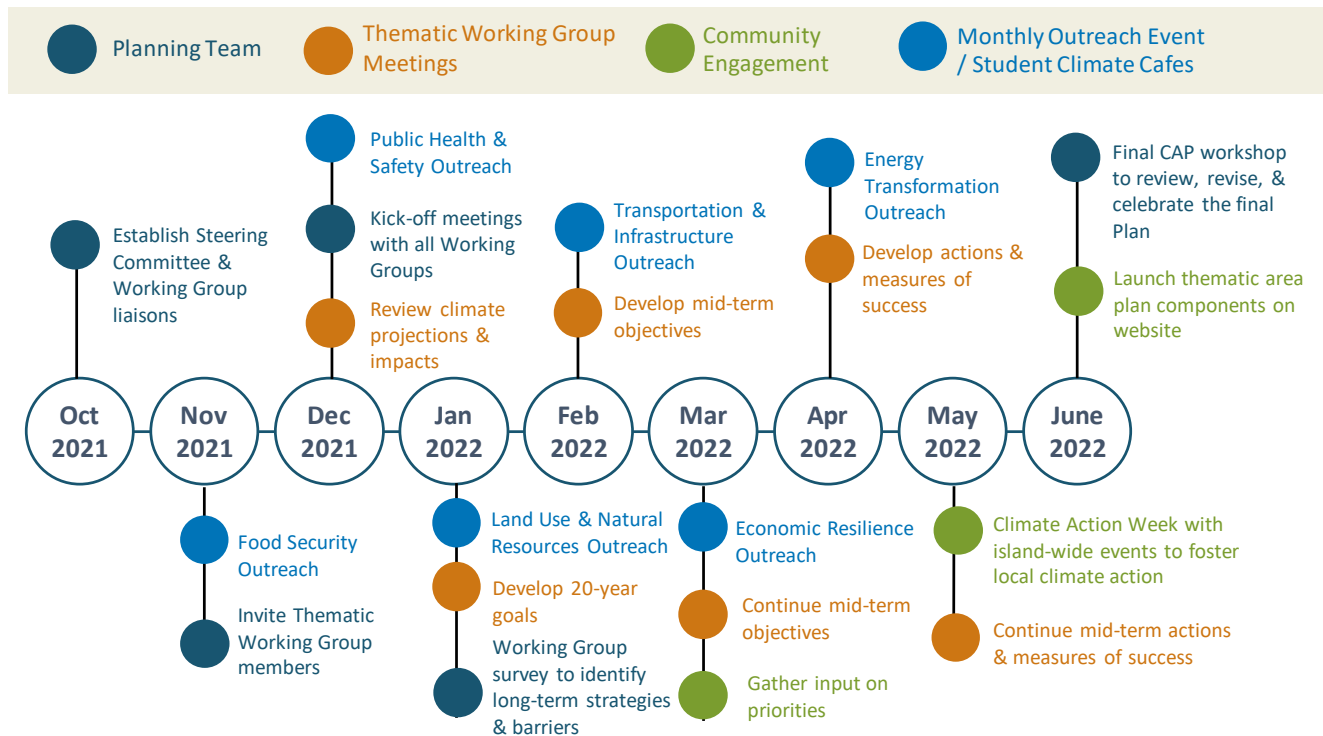 Planning Team
Thematic Working Group
Meetings
Community
Engagement
Monthly Outreach Event
/ Student Climate Cafes
Establish Steering
Committee &
Working Group
liaisons
Public Health &
Safety Outreach
Kick-off meetings
with all Working
Groups
Review climate
projections &
impacts
Transportation &
Infrastructure
Outreach
Develop mid-term
objectives
Energy
Transformation
Outreach
Develop actions &
measures of
success
Final CAP workshop
to review, revise, &
celebrate the final
Plan
Launch thematic area
plan components on
website
Oct
2021
Nov
2021
Dec
2021
Jan
2022
Feb
2022
Mar
2022
Apr
2022
May
2022
June
2022
Food Security
Outreach
Invite Thematic
Working Group
members
Land Use & Natural
Resources Outreach
Develop 20-year
goals
Working Group
survey to identify
long-term strategies
& barriers
Economic Resilience
Outreach
Continue mid-term
objectives
Gather input on
priorities
Climate Action Week with
island-wide events to foster
local climate action
Continue mid-term actions
& measures of success